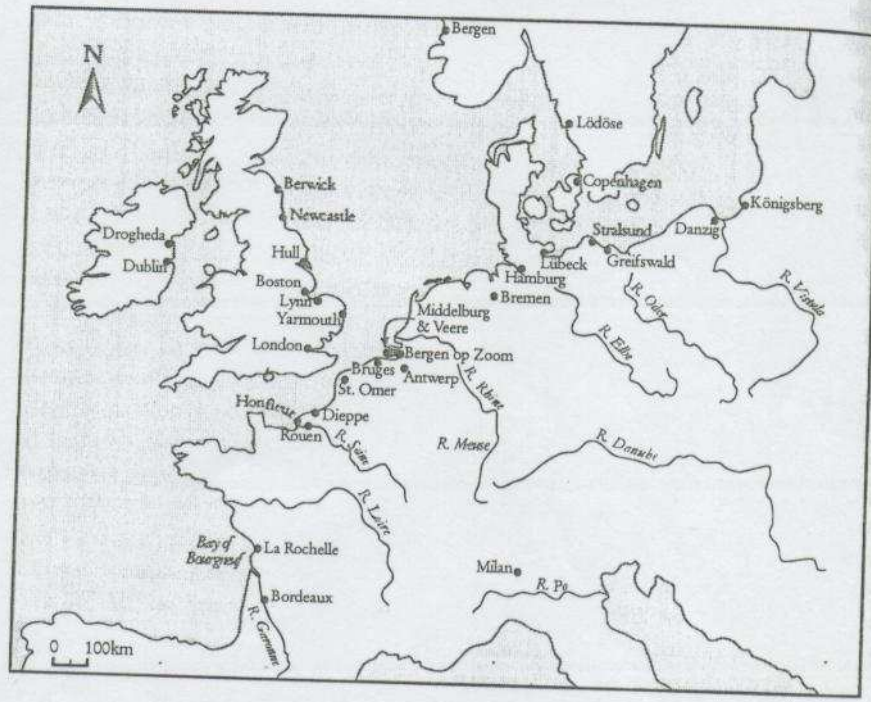 Bergen
N
Lödöse
Copenhagen
Berwick
Königsberg
Newcastle
Stralsund
Danzig
Drogheda
Hull
Lübeck
Greifswald
Dublin
Hamburg
Boston
Bremen
R. Vistula
Lynn
R. Oder
Yarmouth
Middelburg
& Veere
R. Elbe
London
Bergen op Zoom
Bruges
Antwerp
St. Omer
R. Rhine
Honfleur
Dieppe
Rouen
R. Seine
R. Meuse
R. Danube
R. Loire
Bay of
Bourgneuf
La Rochelle
Milan
R. Po
Bordeaux
R. Garonne
0 100km